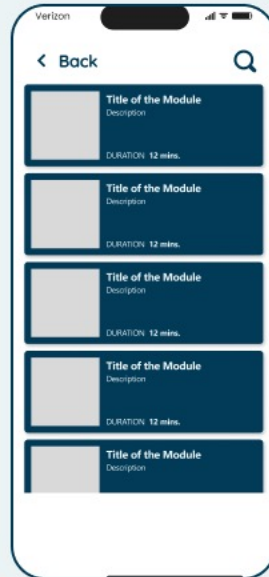 Verizon
Back
Title of the Module
Description
DURATION 12 mins.
Title of the Module
Description
DURATION 12 mins.
Title of the Module
Description
DURATION 12 mins.
Title of the Module
Description
DURATION 12 mins.
Title of the Module
Description